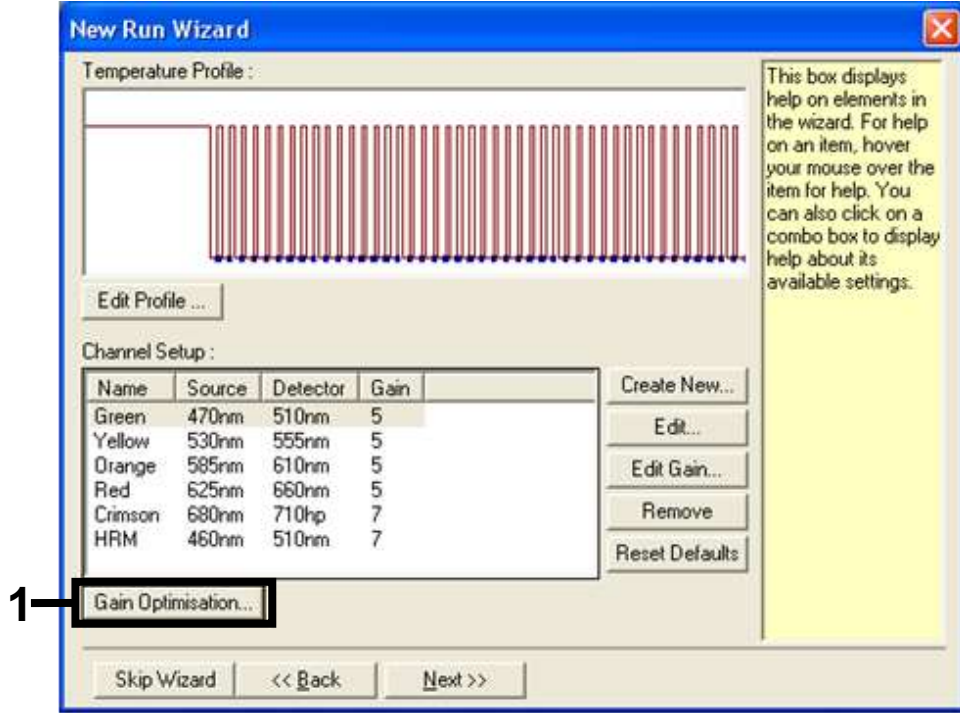 New Run Wizard
Temperature Profile :
This box displays
help on elements in
the wizard. For help
on an item, hover
your mouse over the
item for help. You
can also click on a
combo box to display
help about its
available settings.
Edit Profile ...
Channel Setup :
Name Source Detector Gain
Green 470nm 510nm 5
Yellow 530nm 555nm 5
Orange 585nm 610nm 5
Red 625nm 660nm 5
Crimson 680nm 710hp 7
HRM 460nm 510nm 7
Create New...
Edit...
Edit Gain...
Remove
Reset Defaults
1
Gain Optimisation...
Skip Wizard
<< Back
Next >>